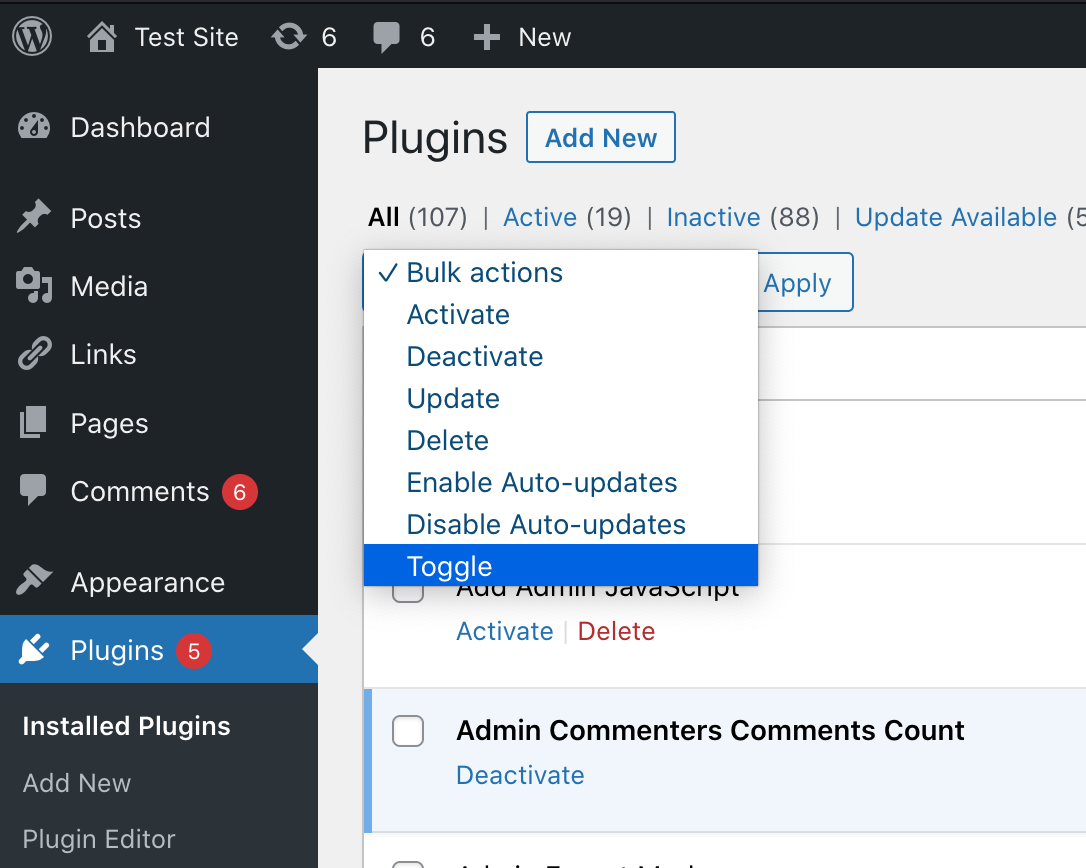 Test Site 6 6 New
Dashboard
Posts
Media
Links
Pages
Comments 6
Appearance
Plugins 5
Installed Plugins
Add New
Plugin Editor
Plugins Add New
All (107) | Active (19) | Inactive (88) | Update Available (5
Bulk actions
Apply
Activate
Deactivate
Update
Delete
Enable Auto-updates
Disable Auto-updates
Toggle
Add Admin JavaScript
Activate | Delete
Admin Commenters Comments Count
Deactivate